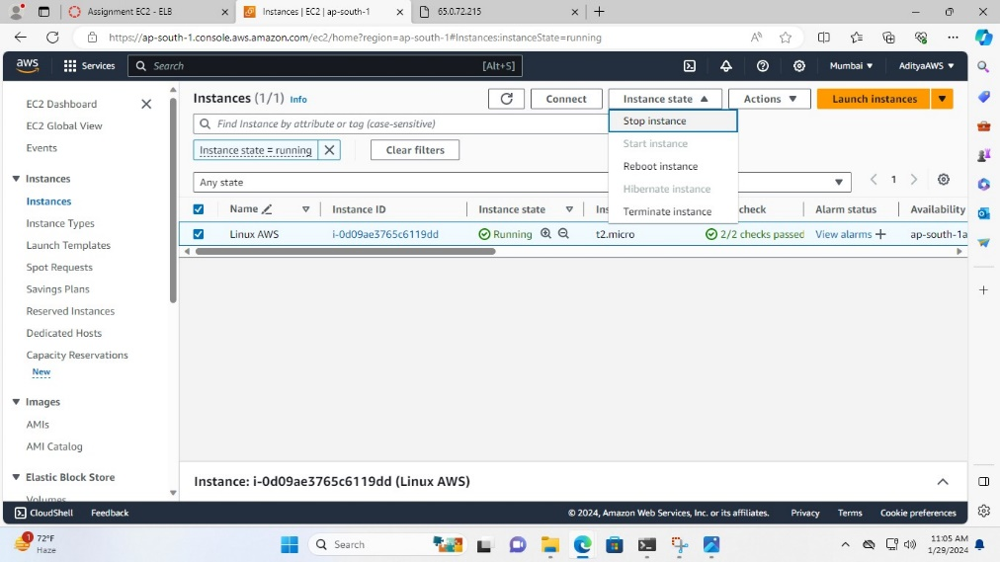 Assignment EC2 - ELB
Instances | EC2 | ap-south-1
65.0.72.215
https://ap-south-1.console.aws.amazon.com/ec2/home?region=ap-south-1#Instances:instanceState=running
aws
Services
Search
[Alt+S]
Mumbai
AdityaAWS
EC2 Dashboard
EC2 Global View
Events
Instances
Instances
Instance Types
Launch Templates
Spot Requests
Savings Plans
Reserved Instances
Dedicated Hosts
Capacity Reservations
New
Images
AMIs
AMI Catalog
Elastic Block Store
Volumes
Instances (1/1) Info
Connect
Instance state
Actions
Launch instances
Find Instance by attribute or tag (case-sensitive)
Instance state = running
Clear filters
Any state
1
Stop instance
Start instance
Reboot instance
Hibernate instance
Terminate instance
Name Instance ID Instance state Ins check Alarm status Availability
Linux AWS i-0d09ae3765c6119dd Running t2.micro 2/2 checks passed View alarms ap-south-1a
Instance: i-0d09ae3765c6119dd (Linux AWS)
CloudShell Feedback © 2024, Amazon Web Services, Inc. or its affiliates. Privacy Terms Cookie preferences
1
72°F
Haze
Search
11:05 AM
1/29/2024